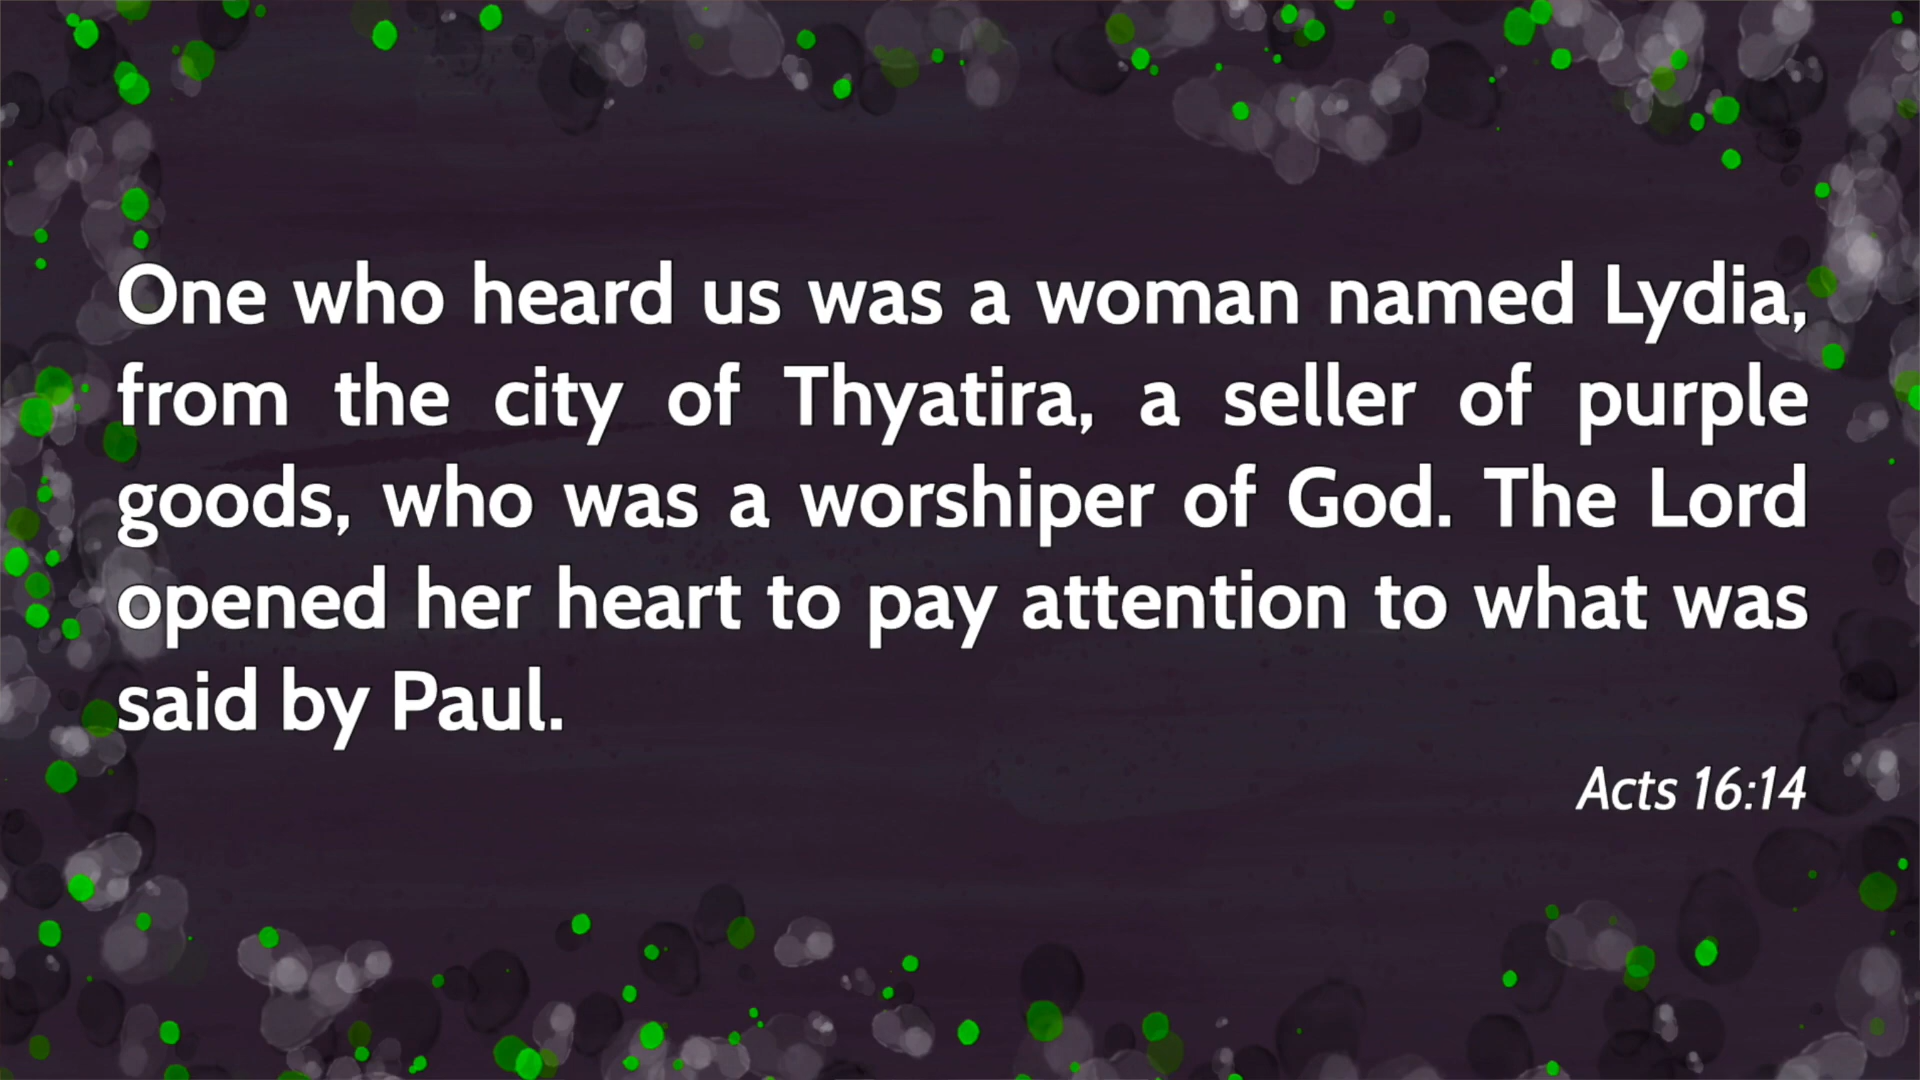 One who heard us was a woman named Lydia,
from the city of Thyatira, a seller of purple
goods, who was a worshiper of God. The Lord
opened her heart to pay attention to what was
said by Paul.
Acts 16:14